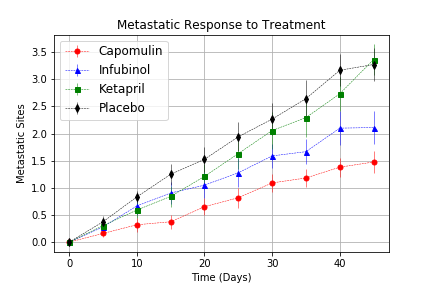 Metastatic Response to Treatment
Capomulin
Infubinol
Ketapril
Placebo
Metastatic Sites
3.5
3.0
2.5
2.0
1.5
1.0
0.5
0.0
0 10 20 30 40
Time (Days)